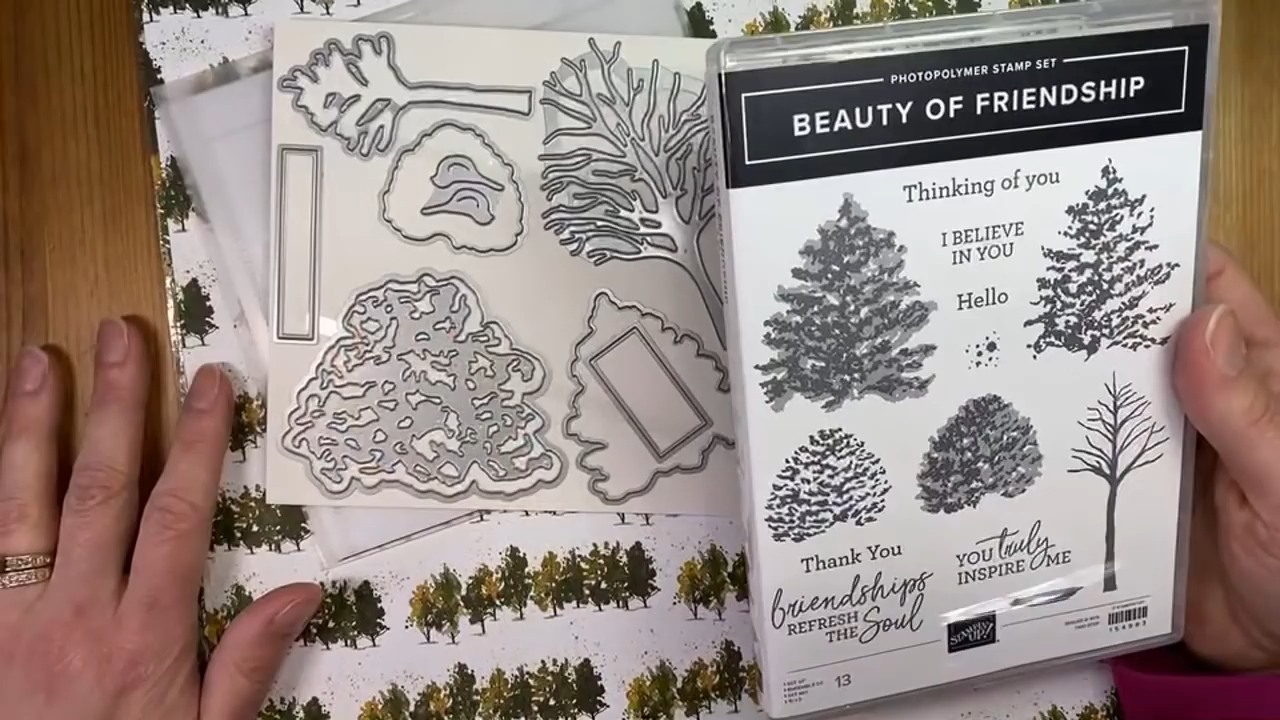 PHOTOPOLYMER STAMP SET
BEAUTY OF FRIENDSHIP
Thinking of you
I BELIEVE
IN YOU
Hello
Thank You
YOU truly
INSPIRE ME
friendships
REFRESH
THE Soul
STAMPIN' UP!
13